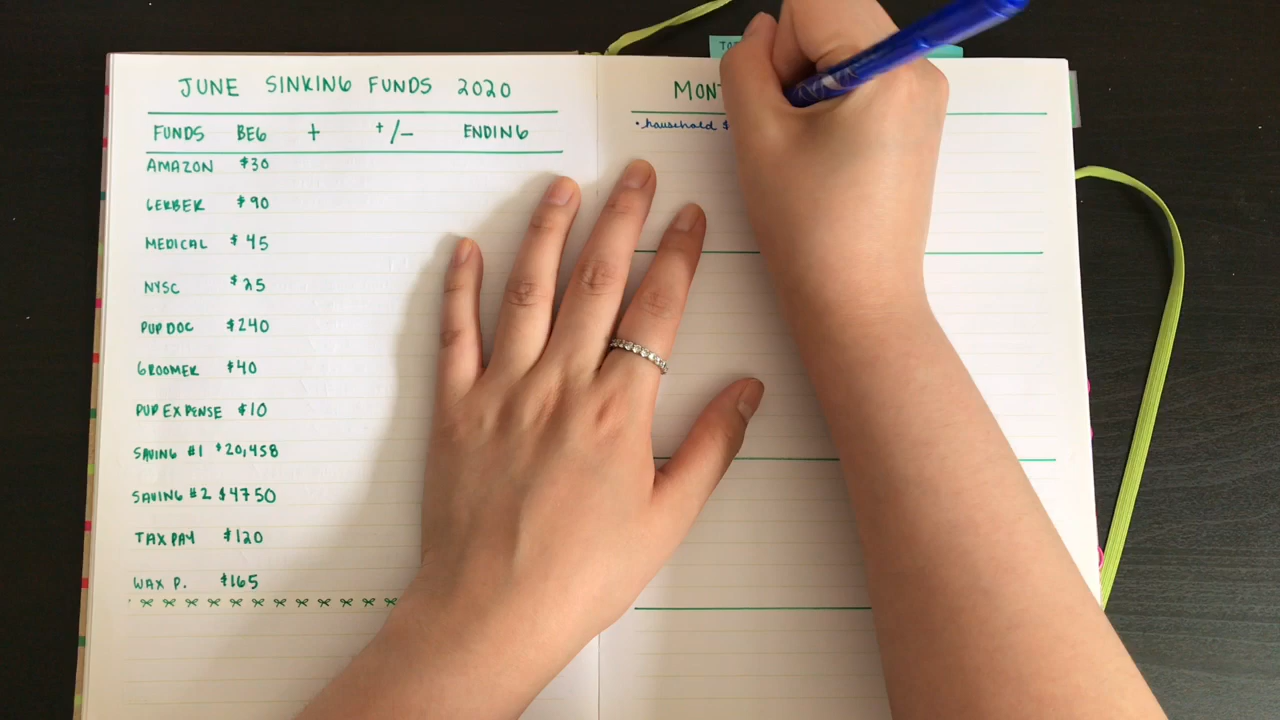 JUNE SINKING FUNDS 2020
FUNDS BEG + +/- ENDING
AMAZON $30
GERBER $90
MEDICAL $45
NYSC $25
PUP DOC $240
GROOMER $40
PUP EXPENSE $10
SAVING #1 $20,458
SAVING #2 $4750
TAX PAY $120
WAX P. $165
• household $